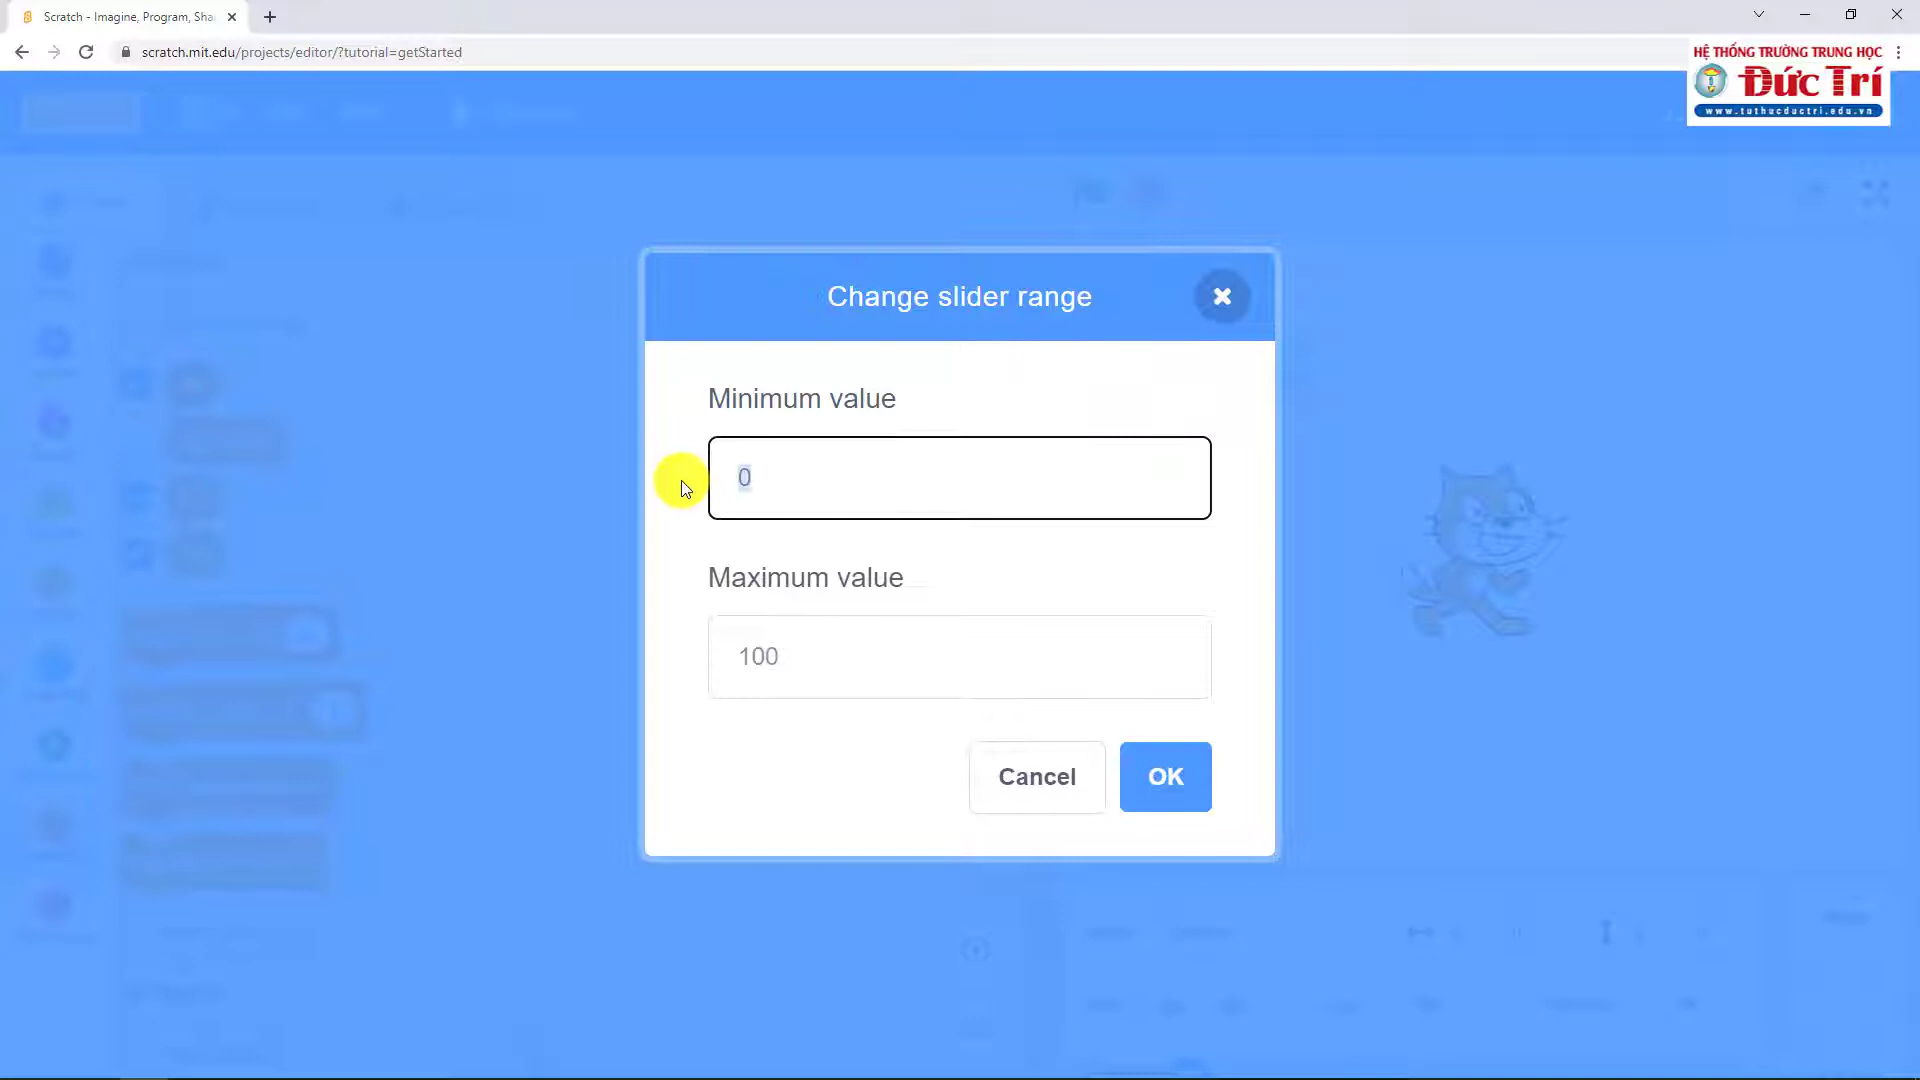 Scratch - Imagine, Program, Sha
scratch.mit.edu/projects/editor/?tutorial=getStarted
HỆ THỐNG TRƯỜNG TRUNG HỌC
Đức Trí
www.tuthucductri.edu.vn
Change slider range
Minimum value
0
Maximum value
100
Cancel
OK